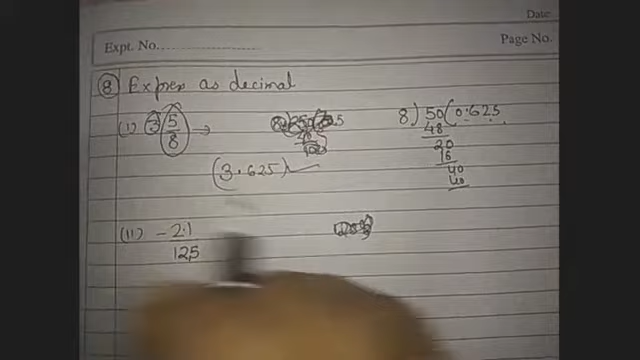 Date
Expt. No.
Page No.
(8) Express as decimal
(i) 3 5/8 →
8) 50 (0.625
48
20
16
40
40
(3.625)
(ii) -21
125